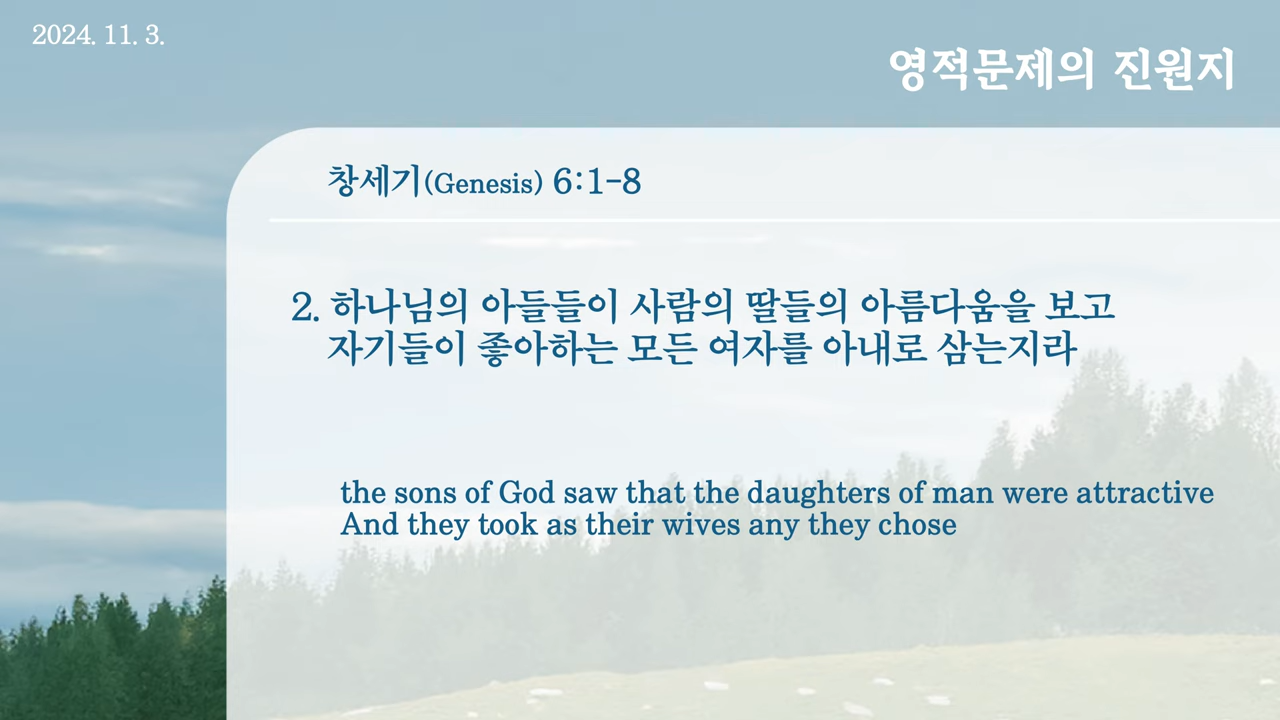 2024. 11. 3.
영적문제의 진원지
창세기(Genesis) 6:1-8
2. 하나님의 아들들이 사람의 딸들의 아름다움을 보고
자기들이 좋아하는 모든 여자를 아내로 삼는지라
the sons of God saw that the daughters of man were attractive
And they took as their wives any they chose